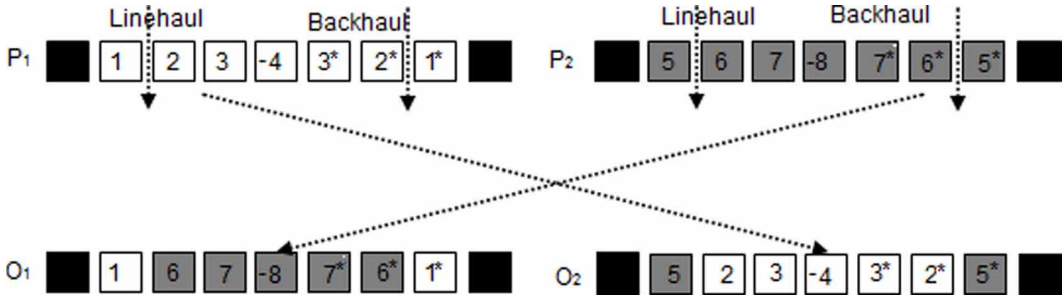 Linehaul Backhaul Linehaul Backhaul
P1 1 2 3 -4 3* 2* 1* P2 5 6 7 -8 7* 6* 5*
O1 1 6 7 -8 7* 6* 1* O2 5 2 3 -4 3* 2* 5*